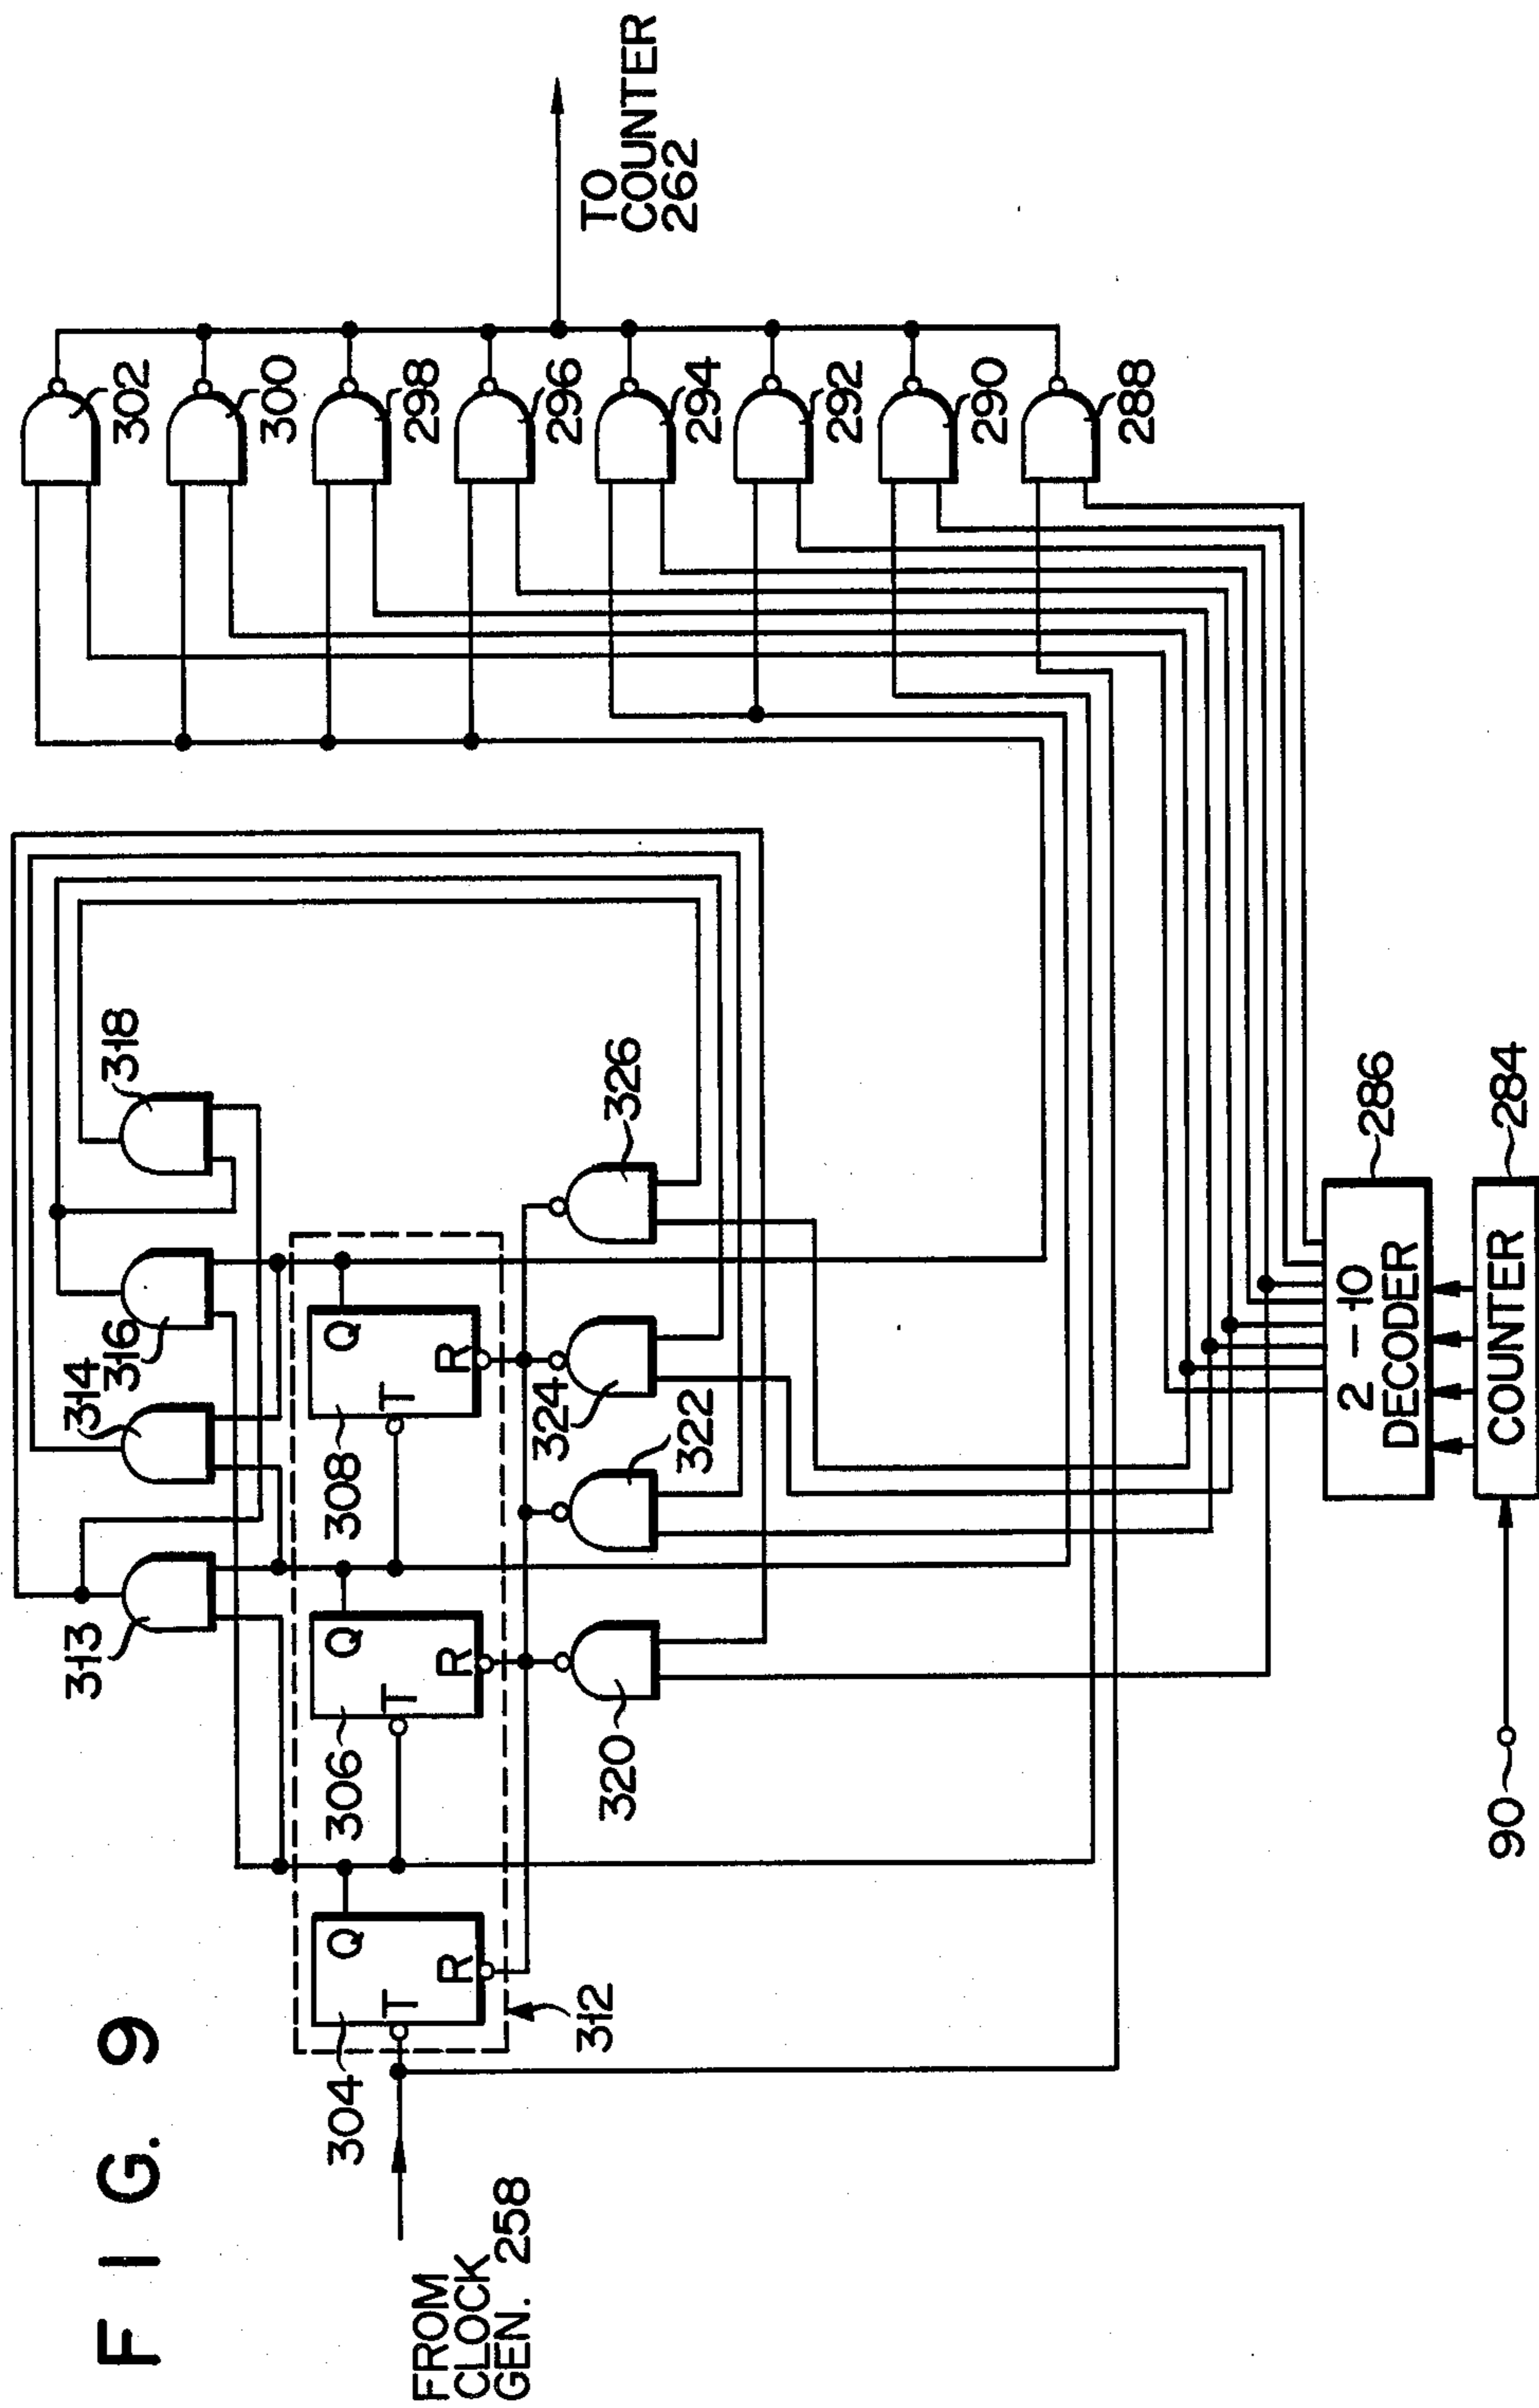 FIG. 9
313
314
316
318
302
300
298
296
294
292
290
288
TO
COUNTER
262
304
306
308
Q
Q
Q
T
T
T
R
R
R
312
FROM
CLOCK
GEN. 258
320
322
324
326
2-10
DECODER
286
COUNTER
284
90